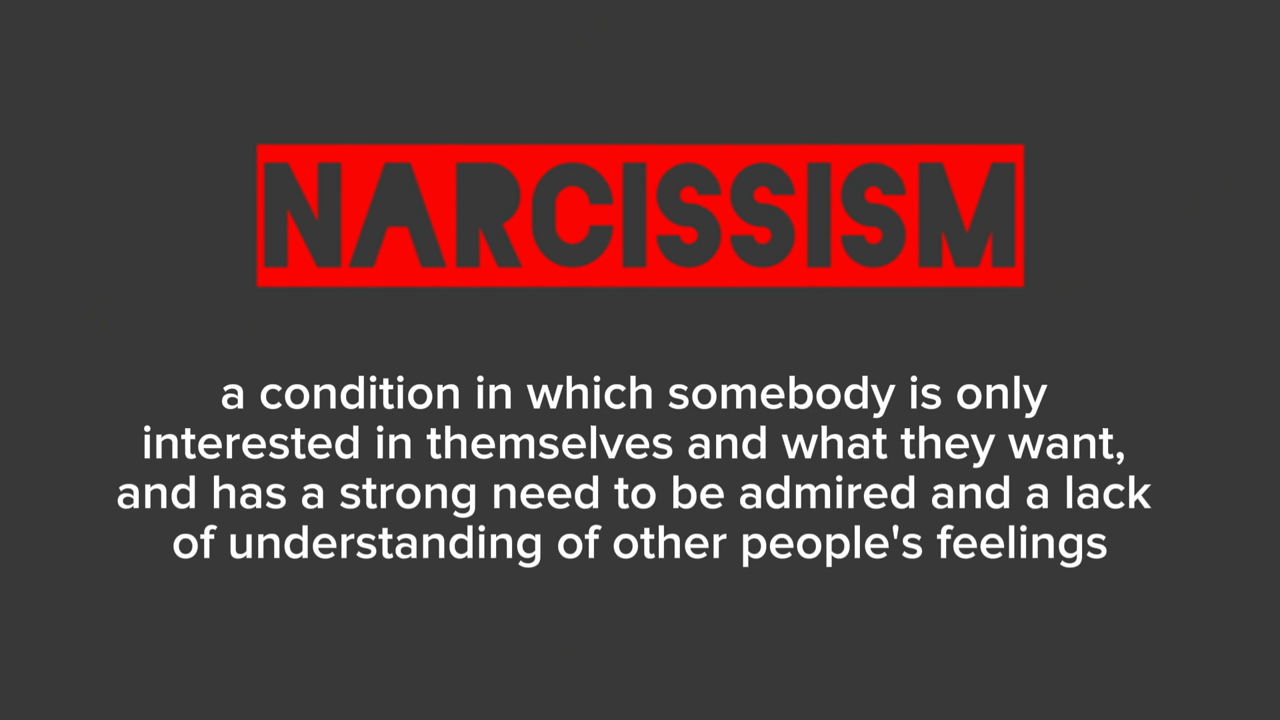 NARCISSISM
a condition in which somebody is only
interested in themselves and what they want,
and has a strong need to be admired and a lack
of understanding of other people's feelings